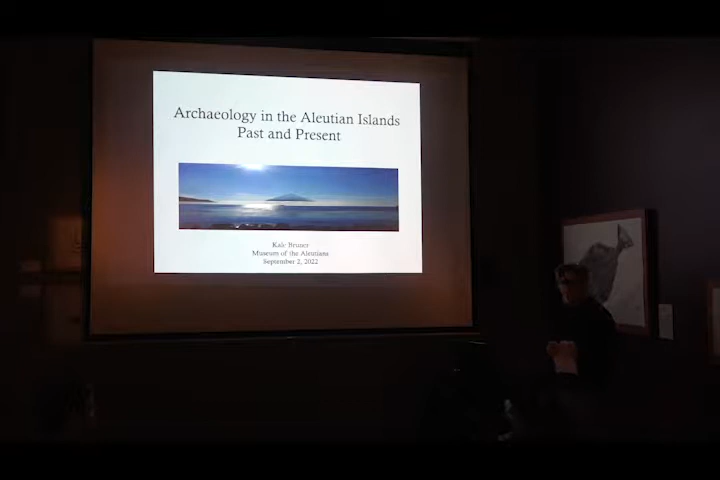 Archaeology in the Aleutian Islands
Past and Present
Kale Bruner
Museum of the Aleutians
September 2, 2022